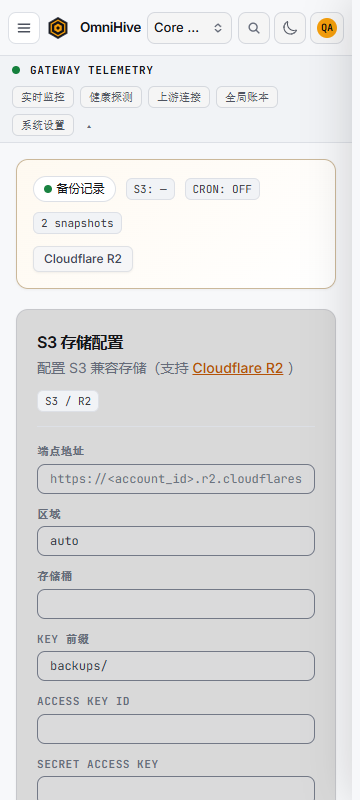 OmniHive
Core ...
QA
GATEWAY TELEMETRY
实时监控
健康探测
上游连接
全局账本
系统设置
备份记录
S3: —
CRON: OFF
2 snapshots
Cloudflare R2
S3 存储配置
配置 S3 兼容存储（支持 Cloudflare R2 ）
S3 / R2
端点地址
https://<account_id>.r2.cloudflares
区域
auto
存储桶
KEY 前缀
backups/
ACCESS KEY ID
SECRET ACCESS KEY